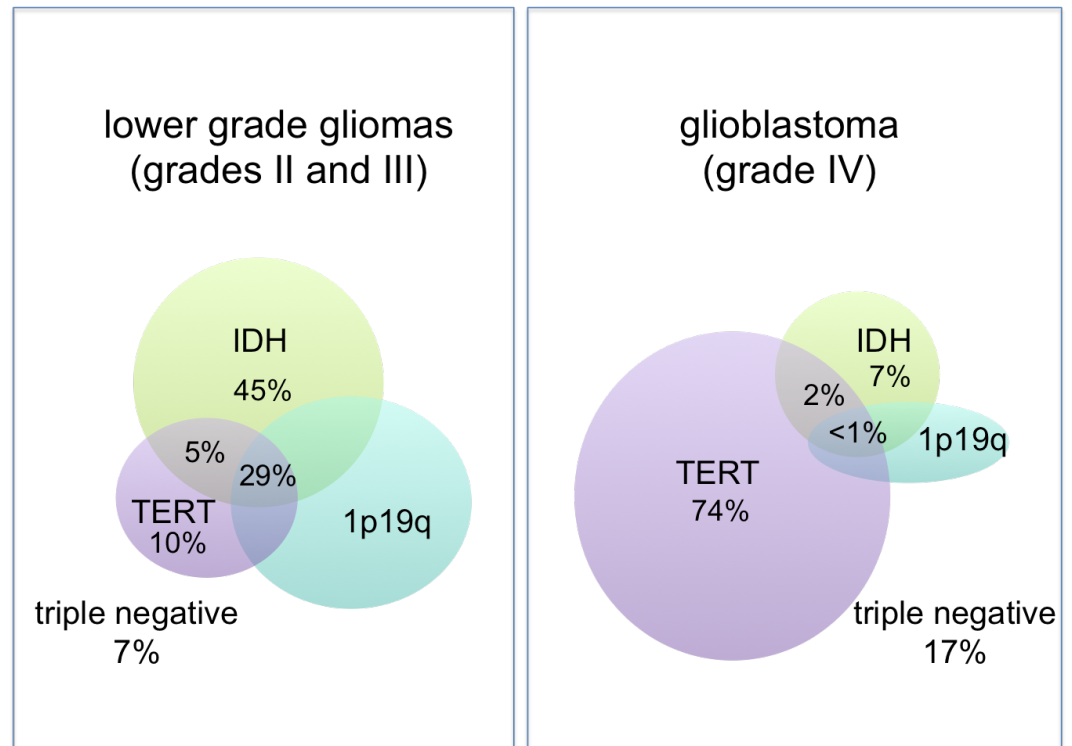 lower grade gliomas
(grades II and III)
IDH
45%
5%
29%
TERT
10%
1p19q
triple negative
7%
glioblastoma
(grade IV)
IDH
7%
2%
<1%
1p19q
TERT
74%
triple negative
17%